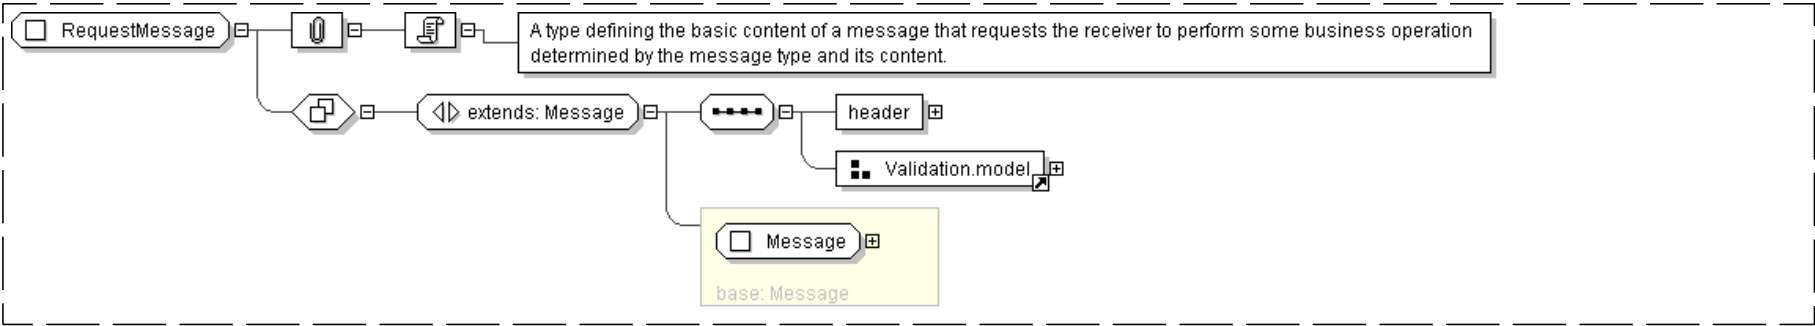 RequestMessage
A type defining the basic content of a message that requests the receiver to perform some business operation
determined by the message type and its content.
extends: Message
header
Validation.model
Message
base: Message